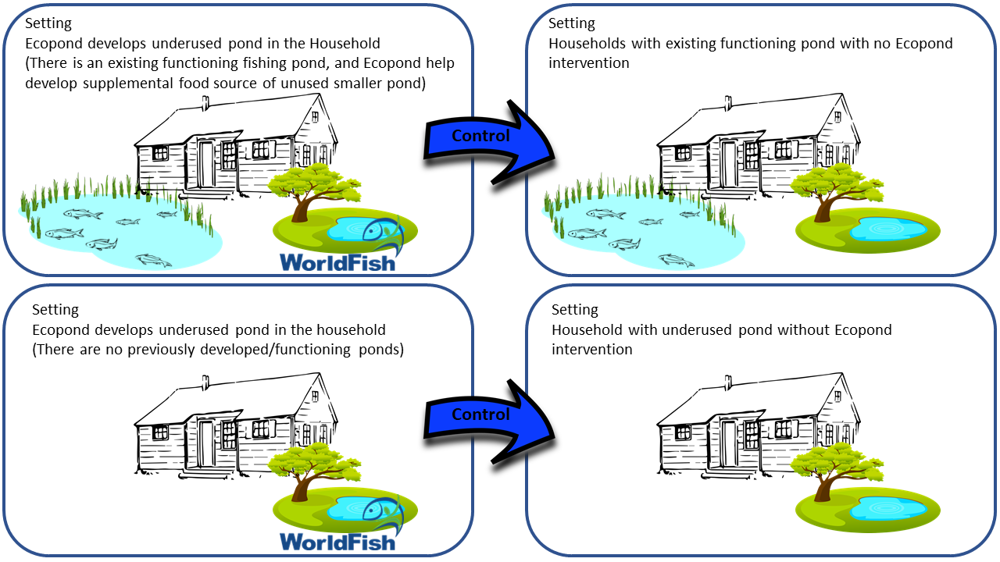 Setting
Ecopond develops underused pond in the Household
(There is an existing functioning fishing pond, and Ecopond help
develop supplemental food source of unused smaller pond)
WorldFish
Control
Setting
Households with existing functioning pond with no Ecopond
intervention
Setting
Ecopond develops underused pond in the household
(There are no previously developed/functioning ponds)
WorldFish
Control
Setting
Household with underused pond without Ecopond
intervention